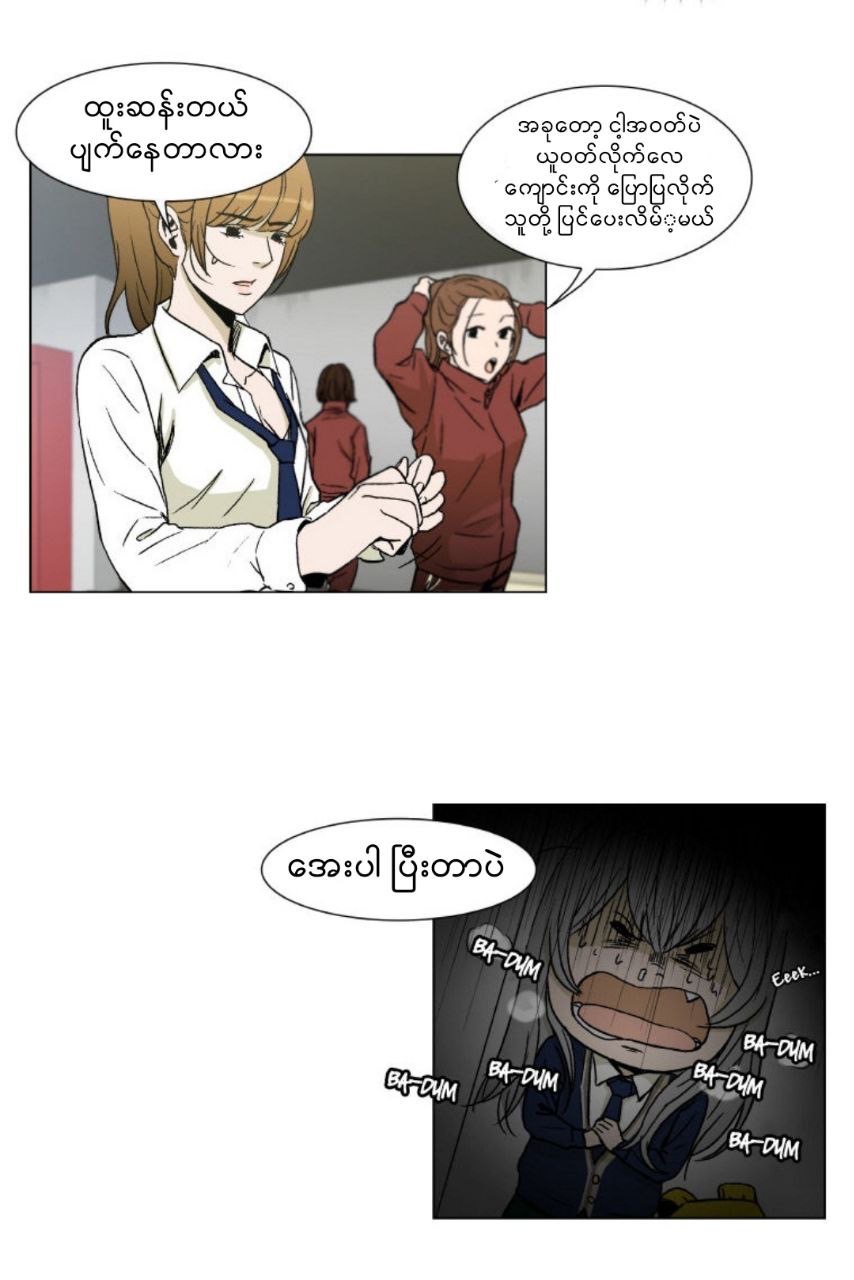 ထူးဆန်းတယ်
ပျက်နေတာလား
အခုတော့ ငါ့အဝတ်ပဲ
ယူဝတ်လိုက်လေ
ကျောင်းကို ပြောပြလိုက်
သူတို့ ပြင်ပေးလိမ်​့မယ်
အေးပါ ပြီးတာပဲ
BA-DUM
Eeek...
BA-DUM
BA-DUM
BA-DUM
BA-DUM
BA-DUM